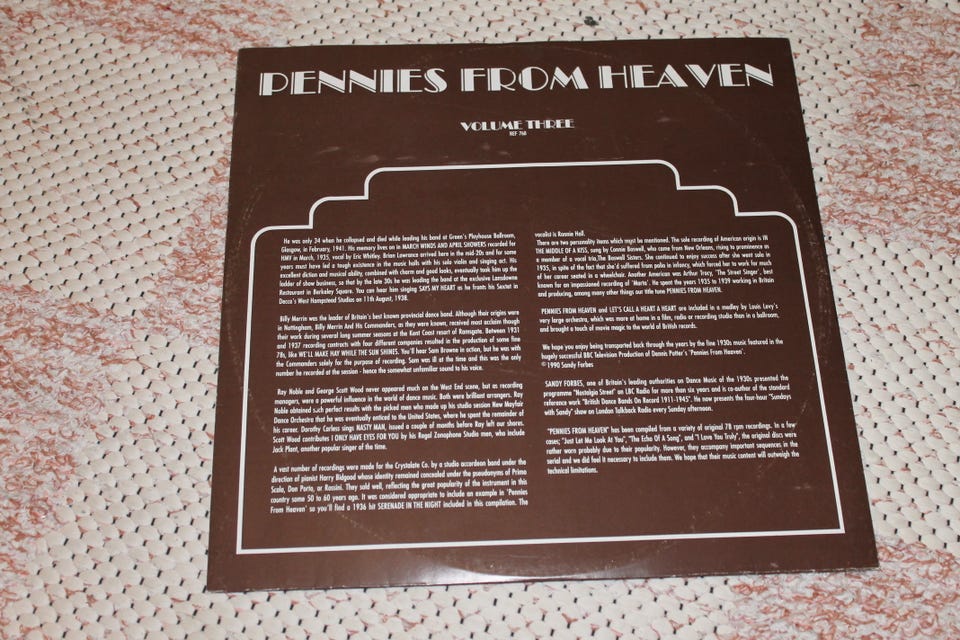 PENNIES FROM HEAVEN
VOLUME THREE
REF 768
He was only 34 when he collapsed and died while leading his band at Green's Playhouse Ballroom,
Glasgow, in February, 1941. His memory lives on in MARCH WINDS AND APRIL SHOWERS recorded for
HMV in March, 1935, vocal by Eric Whitley. Brian Lawrance arrived here in the mid-20s and for some
years must have led a tough existence in the music halls with his solo violin and singing act. His
excellent diction and musical ability, combined with charm and good looks, eventually took him up the
ladder of show business, so that by the late 30s he was leading the band at the exclusive Lansdowne
Restaurant in Berkeley Square. You can hear him singing SAYS MY HEART as he fronts his Sextet in
Decca's West Hampstead Studios on 11th August, 1938.
Billy Merrin was the leader of Britain's best known provincial dance band. Although their origins were
in Nottingham, Billy Merrin And His Commanders, as they were known, received most acclaim though
their work during several long summer seasons at the Kent Coast resort of Ramsgate. Between 1931
and 1937 recording contracts with four different companies resulted in the production of some fine
78s, like WE'LL MAKE HAY WHILE THE SUN SHINES. You'll hear Sam Browne in action, but he was with
the Commanders solely for the purpose of recording. Sam was ill at the time and this was the only
number he recorded at the session - hence the somewhat unfamiliar sound to his voice.
Ray Noble and George Scott Wood never appeared much on the West End scene, but as recording
managers, were a powerful influence in the world of dance music. Both were brilliant arrangers. Ray
Noble obtained such perfect results with the picked men who made up his studio session New Mayfair
Dance Orchestra that he was eventually enticed to the United States, where he spent the remainder of
his career. Dorothy Carless sings NASTY MAN, issued a couple of months before Ray left our shores.
Scott Wood contributes I ONLY HAVE EYES FOR YOU by his Regal Zonophone Studio men, who include
Jack Plant, another popular singer of the time.
A vast number of recordings were made for the Crystalate Co. by a studio accordeon band under the
direction of pianist Harry Bidgood whose identity remained concealed under the pseudonyms of Primo
Scala, Don Porto, or Rossini. They sold well, reflecting the great popularity of the instrument in this
country some 50 to 60 years ago. It was considered appropriate to include an example in 'Pennies
From Heaven' so you'll find a 1936 hit SERENADE IN THE NIGHT included in this compilation. The
vocalist is Ronnie Hall.
There are two personality items which must be mentioned. The sole recording of American origin is IN
THE MIDDLE OF A KISS, sung by Connie Boswell, who came from New Orleans, rising to prominence as
a member of a vocal trio,The Boswell Sisters. She continued to enjoy success after she went solo in
1935, in spite of the fact that she'd suffered from polio in infancy, which forced her to work for much
of her career seated in a wheelchair. Another American was Arthur Tracy, 'The Street Singer', best
known for an impassioned recording of 'Marta'. He spent the years 1935 to 1939 working in Britain
and producing, among many other things our title tune PENNIES FROM HEAVEN.
PENNIES FROM HEAVEN and LET'S CALL A HEART A HEART are included in a medley by Louis Levy's
very large orchestra, which was more at home in a film, radio or recording studio than in a ballroom,
and brought a touch of movie magic to the world of British records.
We hope you enjoy being transported back through the years by the line 1930s music featured in the
hugely successful BBC Television Production of Dennis Potter's 'Pennies From Heaven'.
©1990 Sandy Forbes
SANDY FORBES, one of Britain's leading authorities on Dance Music of the 1930s presented the
programme "Nostalgia Street" on LBC Radio for more than six years and is co-author of the standard
reference work "British Dance Bands On Record 1911-1945". He now presents the four-hour "Sundays
with Sandy" show on London Talkback Radio every Sunday afternoon.
"PENNIES FROM HEAVEN" has been compiled from a variety of original 78 rpm recordings. In a few
cases; "Just Let Me Look At You", "The Echo Of A Song", and "I Love You Truly", the original discs were
rather worn probably due to their popularity. However, they accompany important sequences in the
serial and we did feel it necessary to include them. We hope that their music content will outweigh the
technical limitations.